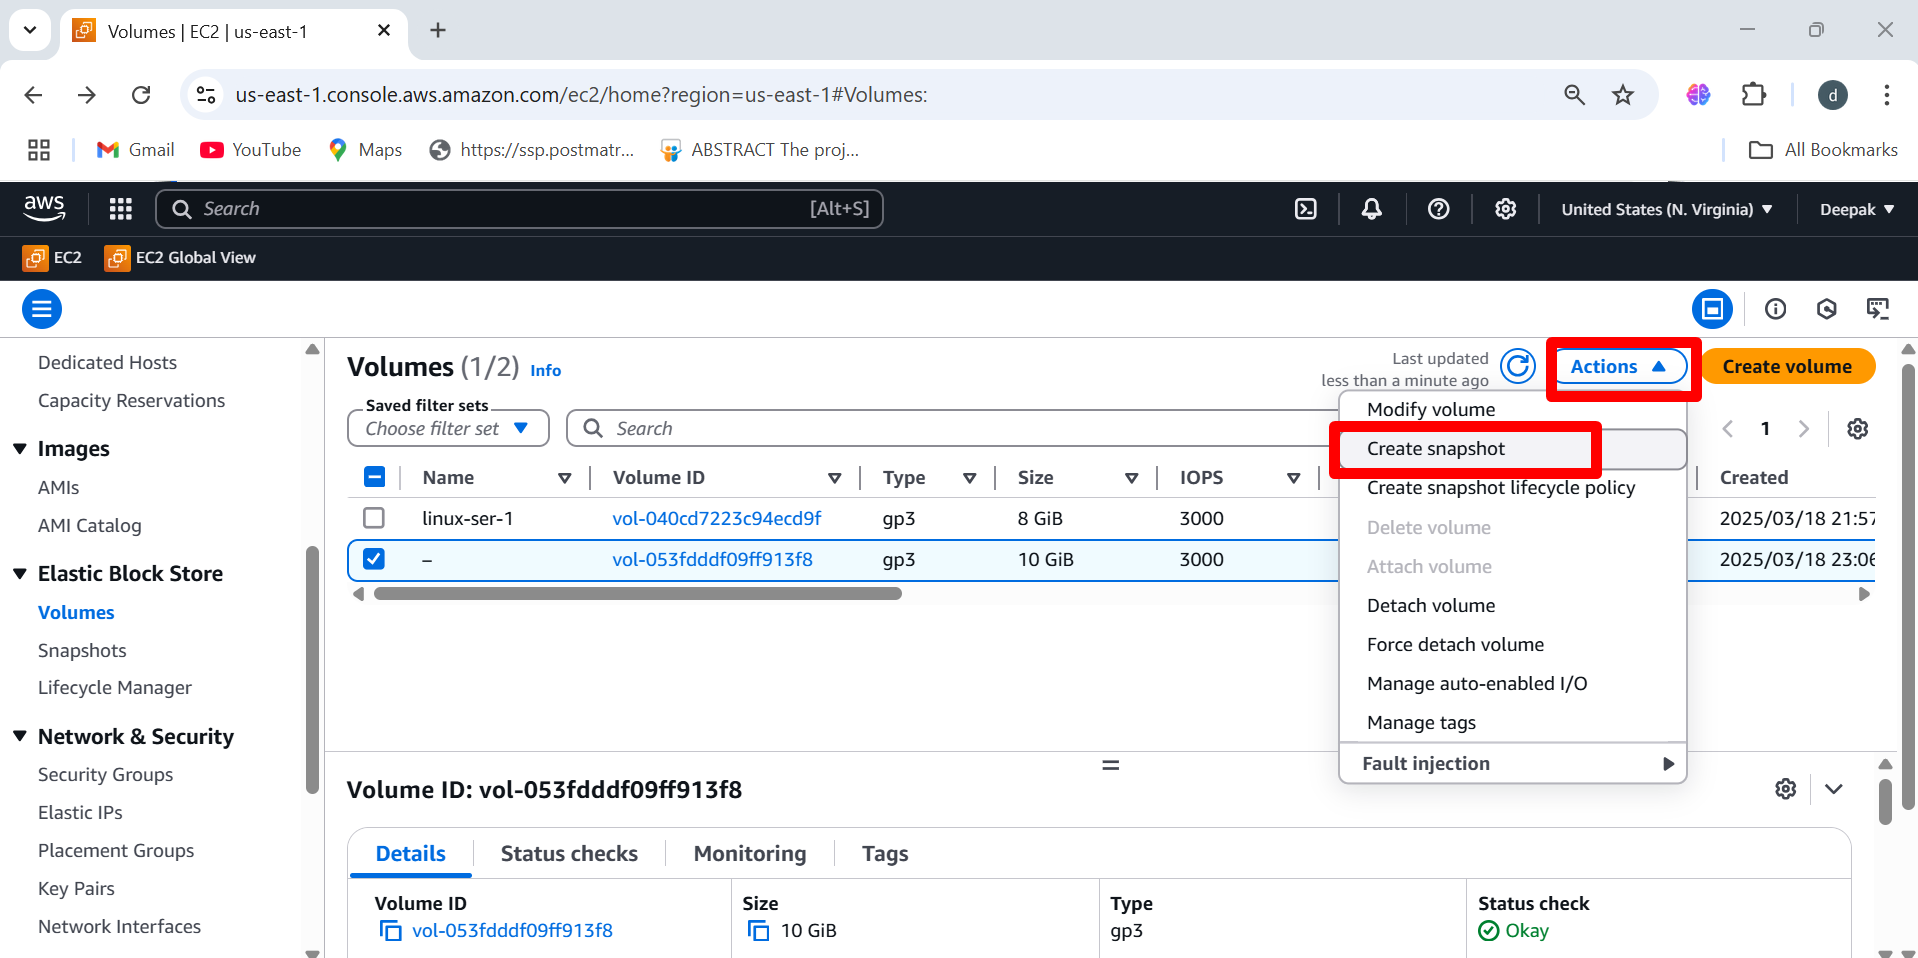 Volumes | EC2 | us-east-1
us-east-1.console.aws.amazon.com/ec2/home?region=us-east-1#Volumes:
d
Gmail
YouTube
Maps
https://ssp.postmatr...
ABSTRACT The proj...
All Bookmarks
aws
Search
[Alt+S]
United States (N. Virginia)
Deepak
EC2
EC2 Global View
Dedicated Hosts
Capacity Reservations
Images
AMIs
AMI Catalog
Elastic Block Store
Volumes
Snapshots
Lifecycle Manager
Network & Security
Security Groups
Elastic IPs
Placement Groups
Key Pairs
Network Interfaces
Volumes (1/2) Info
Last updated
less than a minute ago
Actions
Create volume
Saved filter sets
Choose filter set
Search
1
Name Volume ID Type Size IOPS Created
linux-ser-1 vol-040cd7223c94ecd9f gp3 8 GiB 3000 2025/03/18 21:57
– vol-053fdddf09ff913f8 gp3 10 GiB 3000 2025/03/18 23:06
Modify volume
Create snapshot
Create snapshot lifecycle policy
Delete volume
Attach volume
Detach volume
Force detach volume
Manage auto-enabled I/O
Manage tags
Fault injection
Volume ID: vol-053fdddf09ff913f8
Details Status checks Monitoring Tags
Volume ID
vol-053fdddf09ff913f8
Size
10 GiB
Type
gp3
Status check
Okay